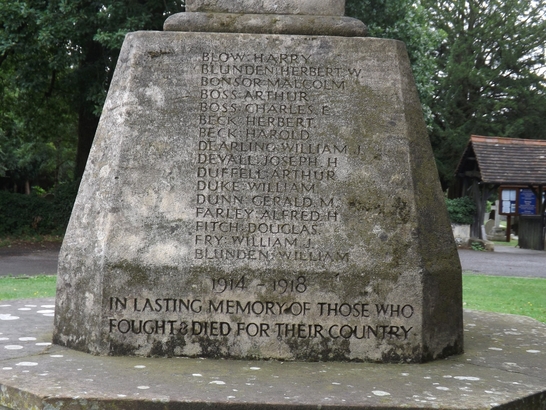 BLOW·HARRY
BLUNDEN·HERBERT·W
BONSOR·MALCOLM
BOSS·ARTHUR
BOSS·CHARLES·E
BECK·HERBERT
BECK·HAROLD
DEARLING·WILLIAM·J
DEVALL·JOSEPH·H
DUFFELL·ARTHUR
DUKE·WILLIAM
DUNN·GERALD·M
FARLEY·ALFRED·H
FITCH·DOUGLAS
FRY·WILLIAM·J
BLUNDEN·WILLIAM
1914 - 1918
IN LASTING MEMORY OF THOSE WHO
FOUGHT & DIED FOR THEIR COUNTRY